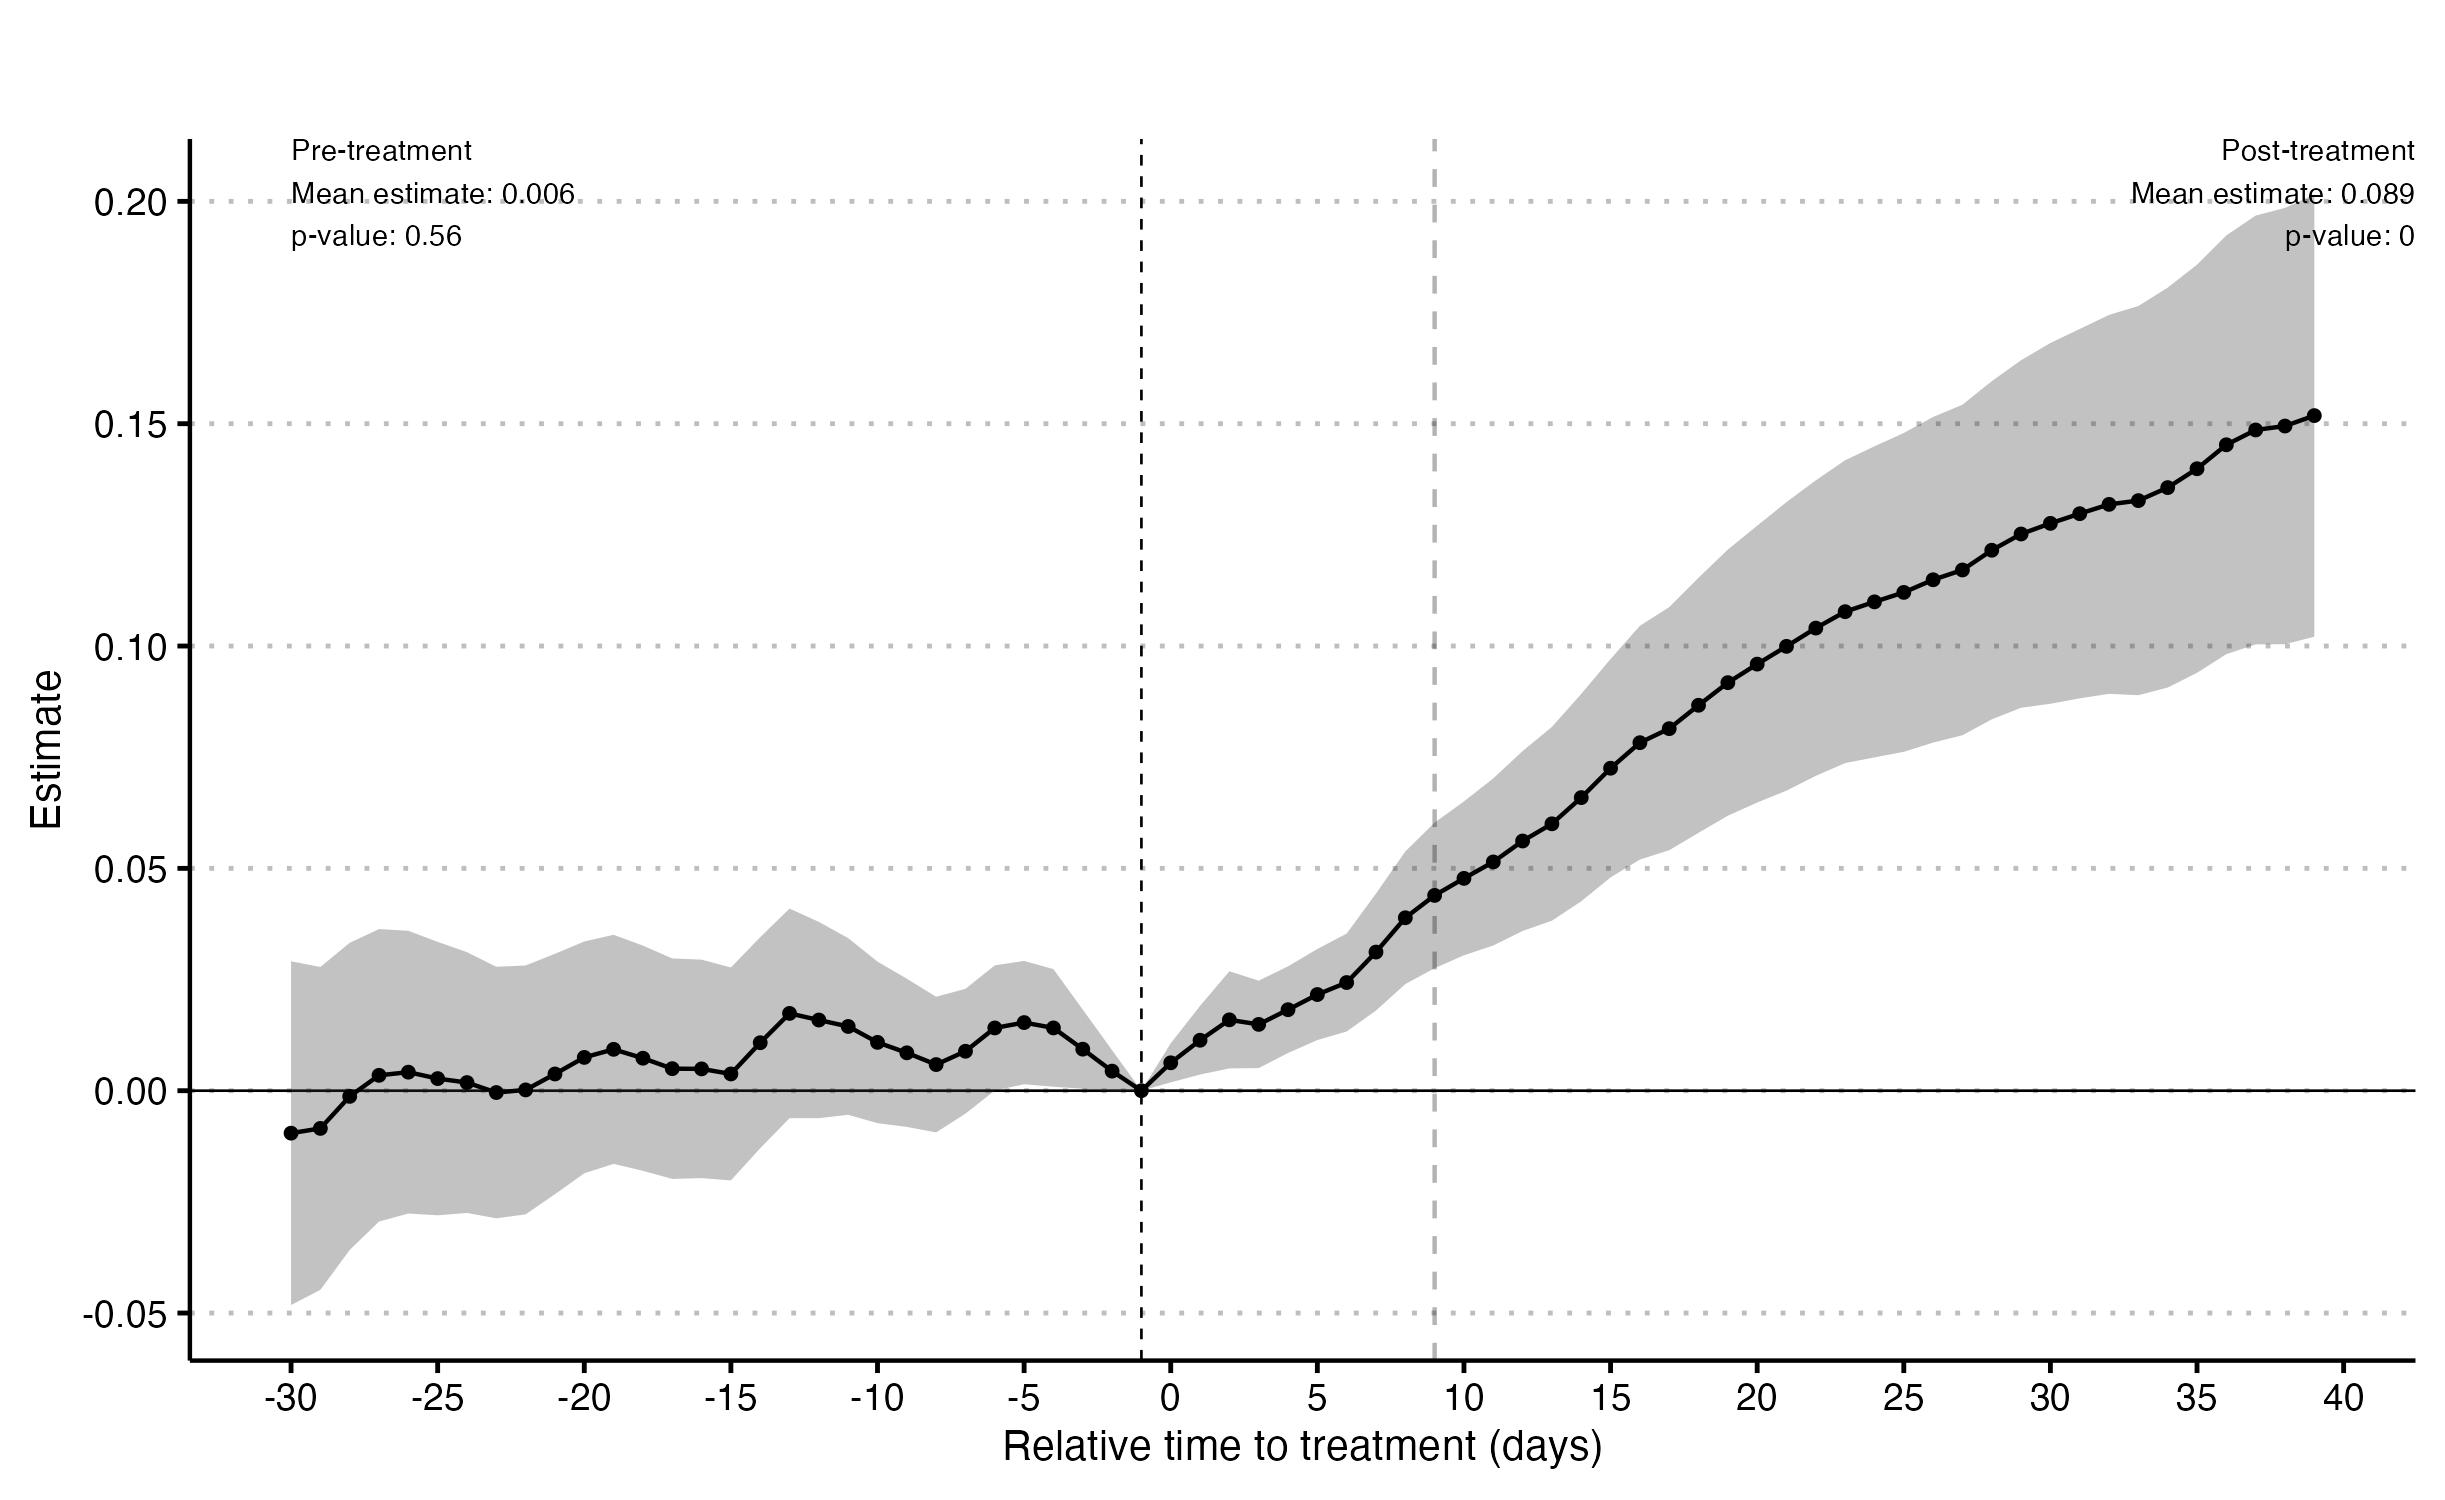 Pre-treatment
Mean estimate: 0.006
p-value: 0.56
Post-treatment
Mean estimate: 0.089
p-value: 0
Estimate
0.20
0.15
0.10
0.05
0.00
-0.05
-30 -25 -20 -15 -10 -5 0 5 10 15 20 25 30 35 40
Relative time to treatment (days)